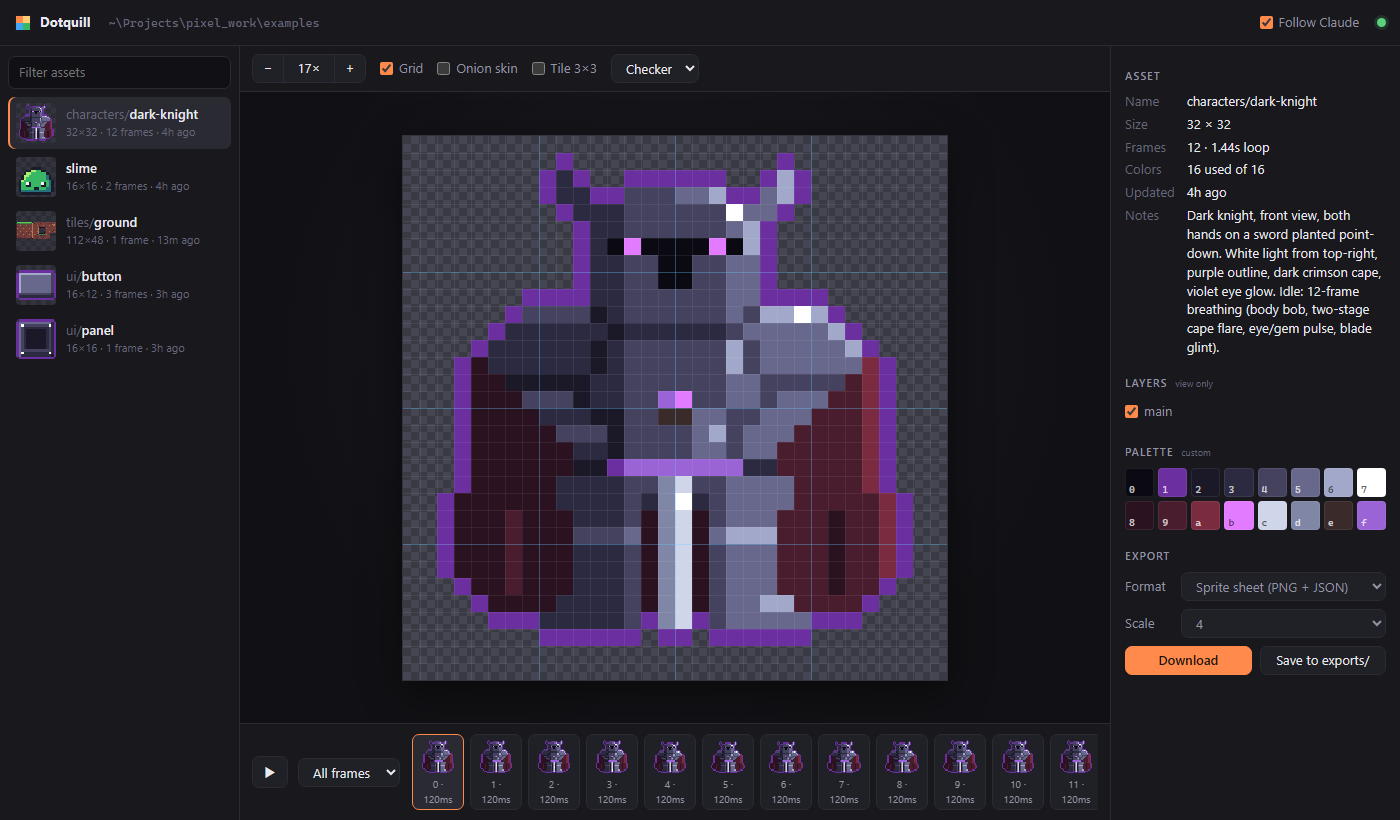 Dotquill ~\Projects\pixel_work\examples
Follow Claude
Filter assets
characters/dark-knight
32×32 · 12 frames · 4h ago
slime
16×16 · 2 frames · 4h ago
tiles/ground
112×48 · 1 frame · 13m ago
ui/button
16×12 · 3 frames · 3h ago
ui/panel
16×16 · 1 frame · 3h ago
− 17× + Grid Onion skin Tile 3×3 Checker
All frames
0 · 120ms
1 · 120ms
2 · 120ms
3 · 120ms
4 · 120ms
5 · 120ms
6 · 120ms
7 · 120ms
8 · 120ms
9 · 120ms
10 · 120ms
11 · 120ms
ASSET
Name characters/dark-knight
Size 32 × 32
Frames 12 · 1.44s loop
Colors 16 used of 16
Updated 4h ago
Notes Dark knight, front view, both
hands on a sword planted point-
down. White light from top-right,
purple outline, dark crimson cape,
violet eye glow. Idle: 12-frame
breathing (body bob, two-stage
cape flare, eye/gem pulse, blade
glint).
LAYERS view only
main
PALETTE custom
0 1 2 3 4 5 6 7
8 9 a b c d e f
EXPORT
Format Sprite sheet (PNG + JSON)
Scale 4
Download Save to exports/